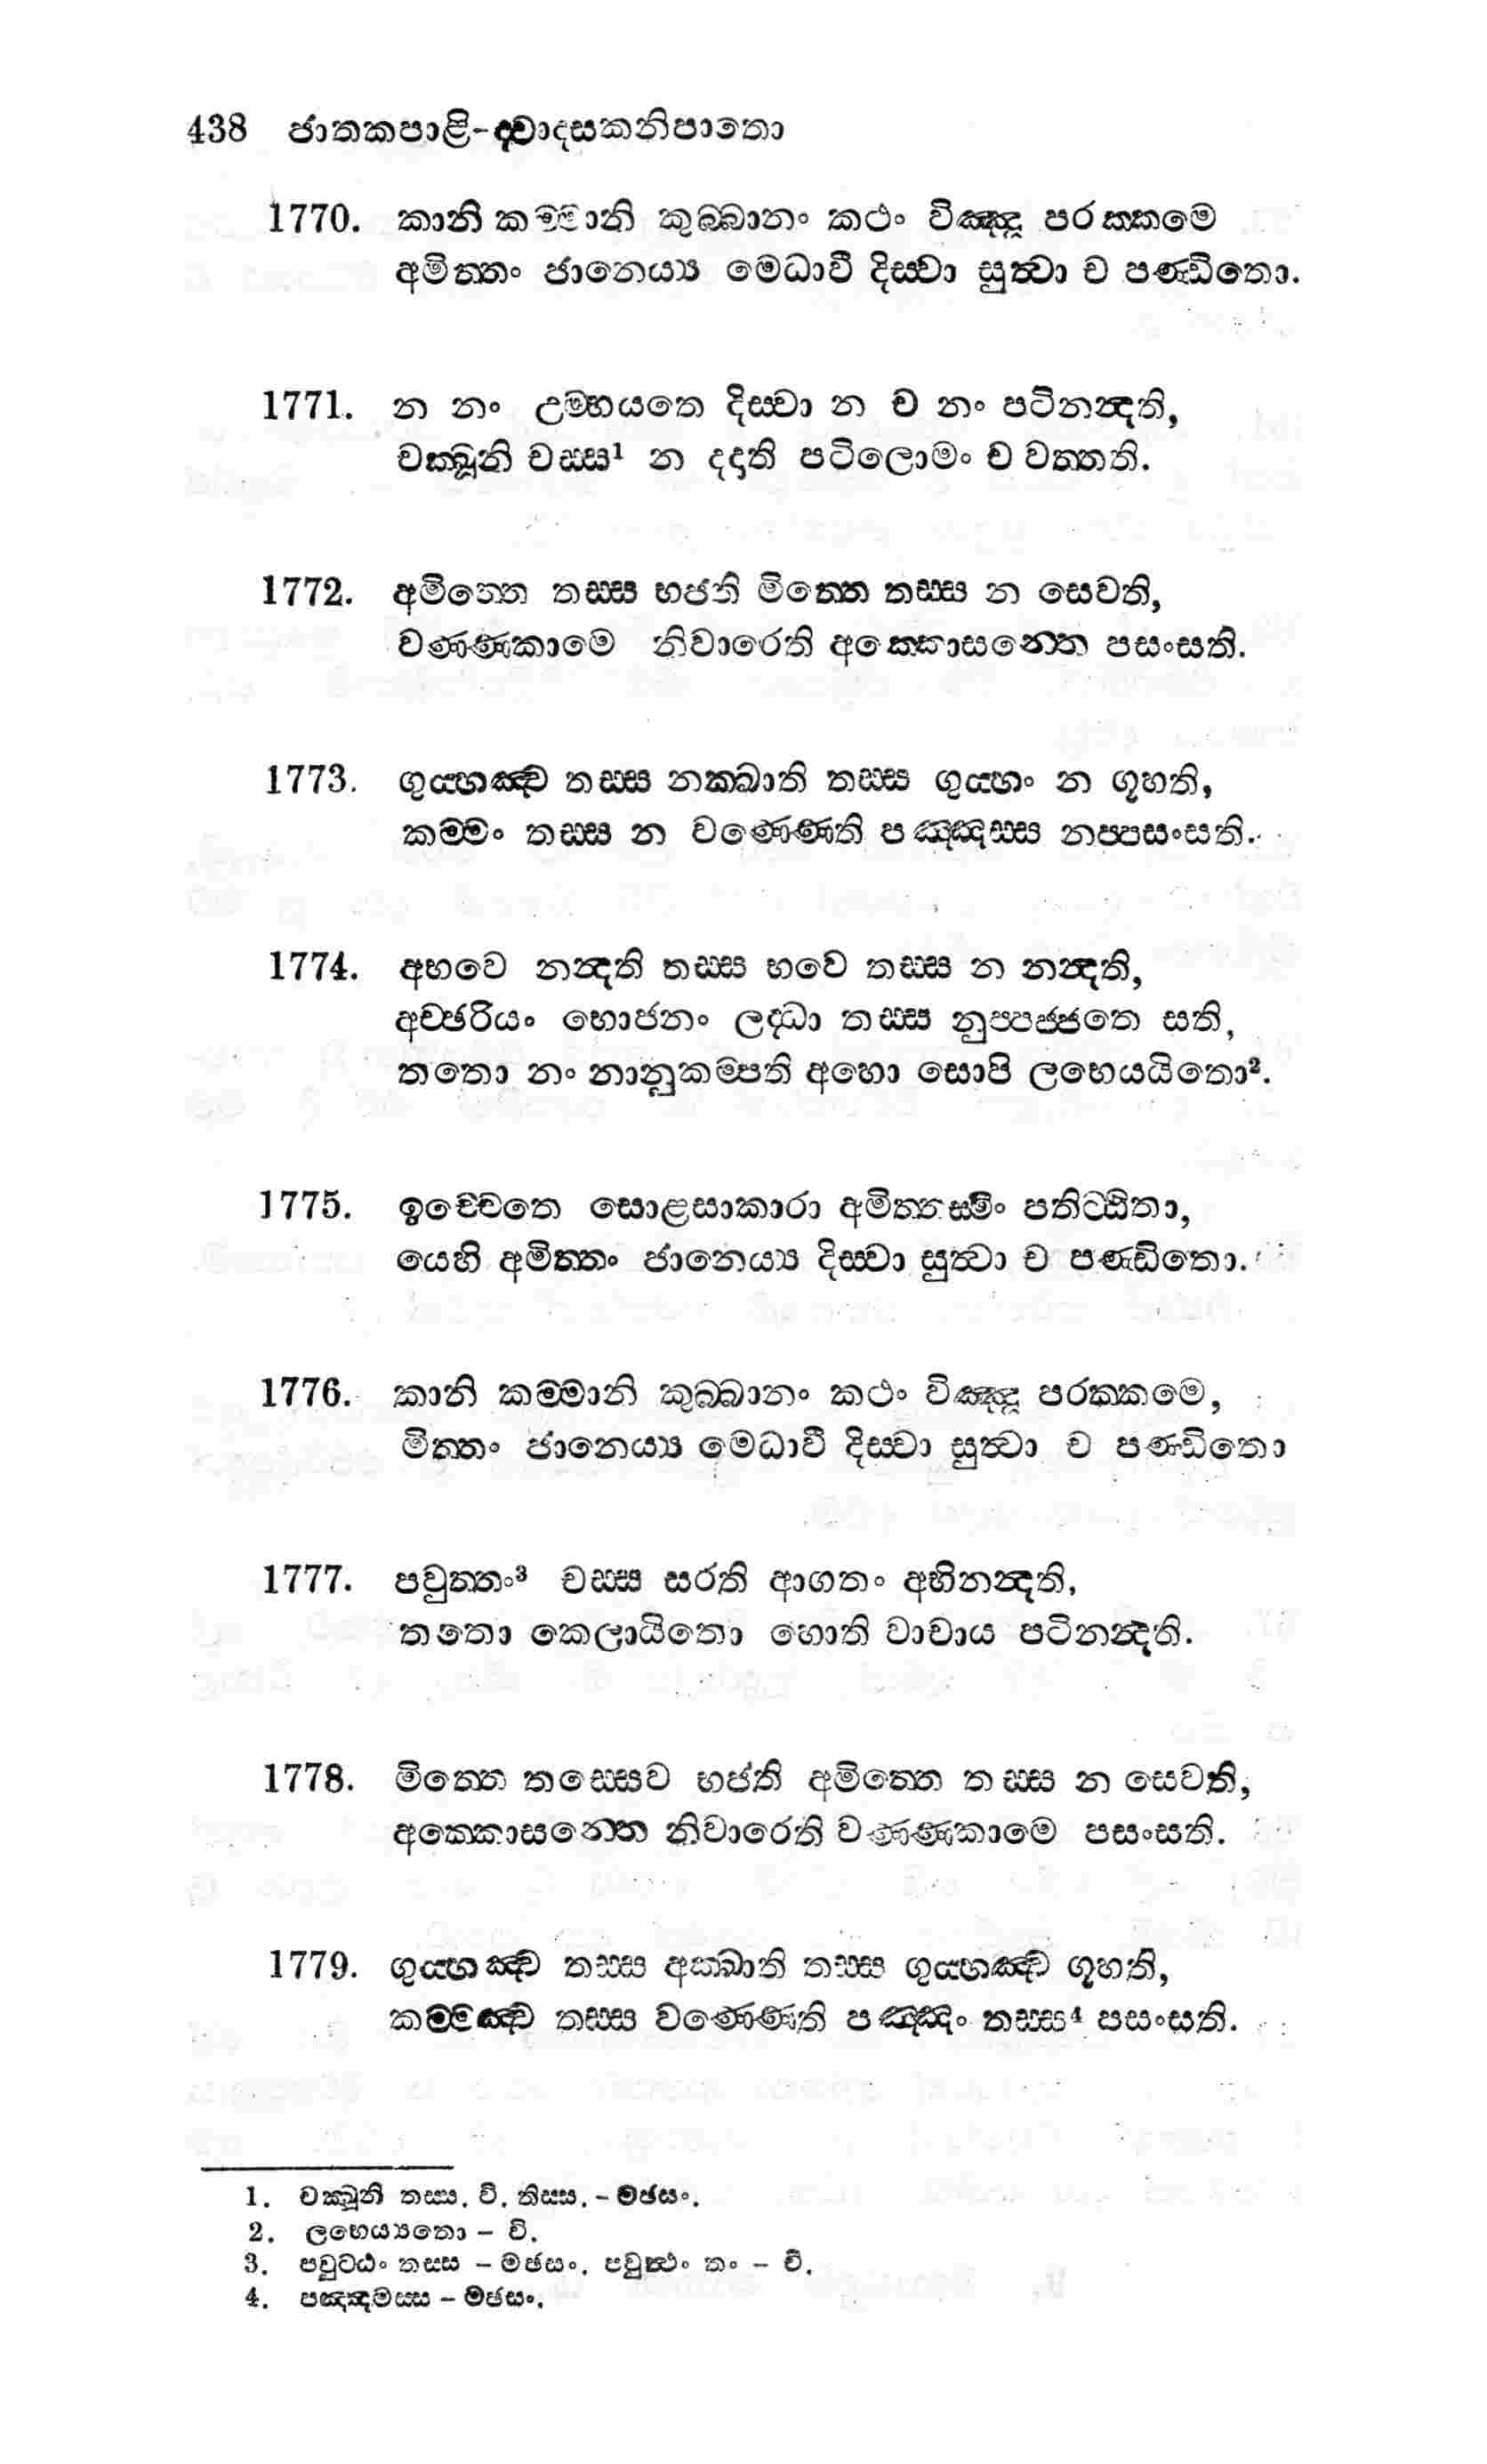 438 ජාතකපාළි-ද්වාදසකනිපාතො
1770. කානි කම්මානි කුබ්බානං කථං විඤ්ඤූ පරක්කමෙ
අමිත්තං ජානෙය්‍ය මෙධාවී දිස්වා සුත්වා ච පණ්ඩිතො.
1771. න නං උම්භයතෙ දිස්වා න ච නං පටිනන්දති,
චක්ඛූනි චස්ස¹ න දදාති පටිලොමං ච වත්තති.
1772. අමිත්තෙ තස්ස භජති මිත්තෙ තස්ස න සෙවති,
වණ්ණකාමෙ නිවාරෙති අක්කොසන්තෙ පසංසති.
1773. ගුය්හඤ්ච තස්ස නක්ඛාති තස්ස ගුය්හං න ගූහති,
කම්මං තස්ස න වණ්ණෙති පඤ්ඤස්ස නප්පසංසති.
1774. අභවෙ නන්දති තස්ස භවෙ තස්ස න නන්දති,
අච්ඡරියං භොජනං ලද්ධා තස්ස නුප්පජ්ජතෙ සති,
තතො නං නානුකම්පති අහො සොපි ලභෙය්‍යිතො².
1775. ඉච්චෙතෙ සොළසාකාරා අමිත්තස්මිං පතිට්ඨිතා,
යෙහි අමිත්තං ජානෙය්‍ය දිස්වා සුත්වා ච පණ්ඩිතො.
1776. කානි කම්මානි කුබ්බානං කථං විඤ්ඤූ පරක්කමෙ,
මිත්තං ජානෙය්‍ය මෙධාවී දිස්වා සුත්වා ච පණ්ඩිතො
1777. පවුත්තං³ චස්ස සරති ආගතං අභිනන්දති,
තතො කෙලායිතො හොති වාචාය පටිනන්දති.
1778. මිත්තෙ තස්සෙව භජති අමිත්තෙ තස්ස න සෙවති,
අක්කොසන්තෙ නිවාරෙති වණ්ණකාමෙ පසංසති.
1779. ගුය්හඤ්ච තස්ස අක්ඛාති තස්ස ගුය්හඤ්ච ගූහති,
කම්මඤ්ච තස්ස වණ්ණෙති පඤ්ඤං තස්ස⁴ පසංසති.
1. චක්ඛූනි තස්ස. වි. තිස්ස. - මඡසං.
2. ලභෙය්‍යතො - වි.
3. පවුට්ඨං තස්ස - මඡසං. පවුත්ථං තං - වි.
4. පඤ්ඤමස්ස - මඡසං.